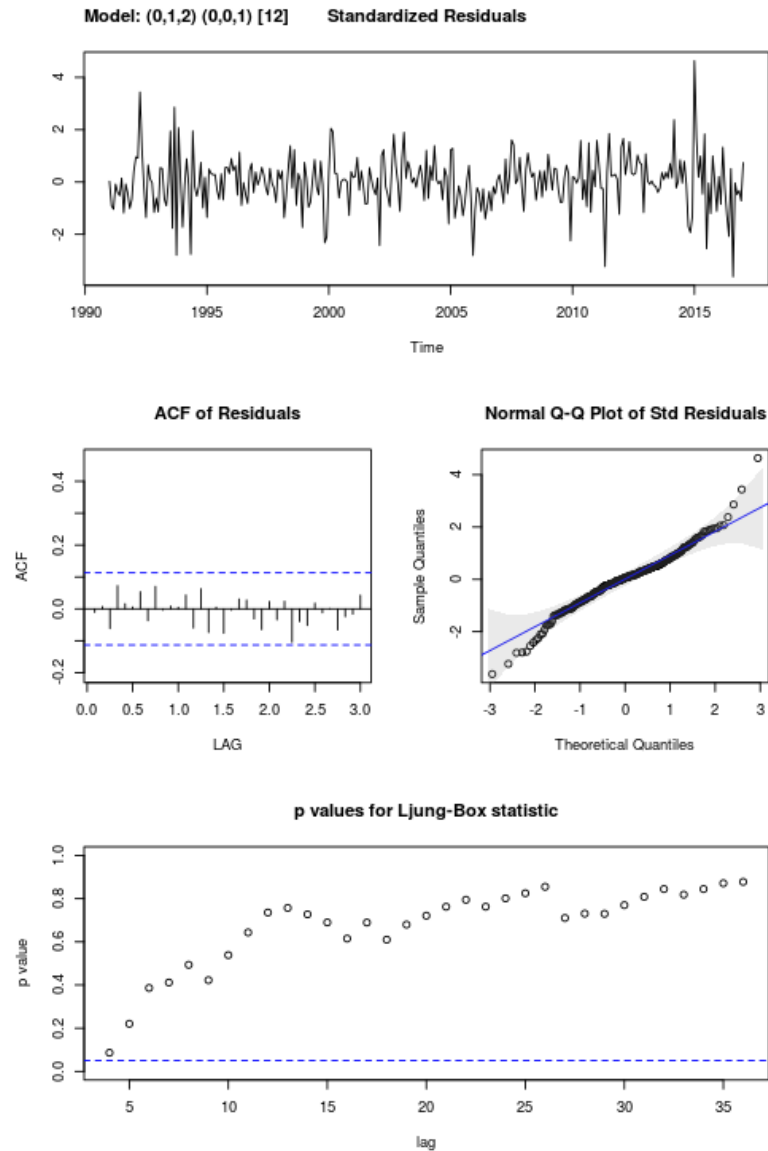 Model: (0,1,2) (0,0,1) [12] Standardized Residuals
4
2
0
-2
1990 1995 2000 2005 2010 2015
Time
ACF of Residuals
ACF
0.4
0.2
0.0
-0.2
0.0 0.5 1.0 1.5 2.0 2.5 3.0
LAG
Normal Q-Q Plot of Std Residuals
Sample Quantiles
4
2
0
-2
-3 -2 -1 0 1 2 3
Theoretical Quantiles
p values for Ljung-Box statistic
p value
1.0
0.8
0.6
0.4
0.2
0.0
5 10 15 20 25 30 35
lag